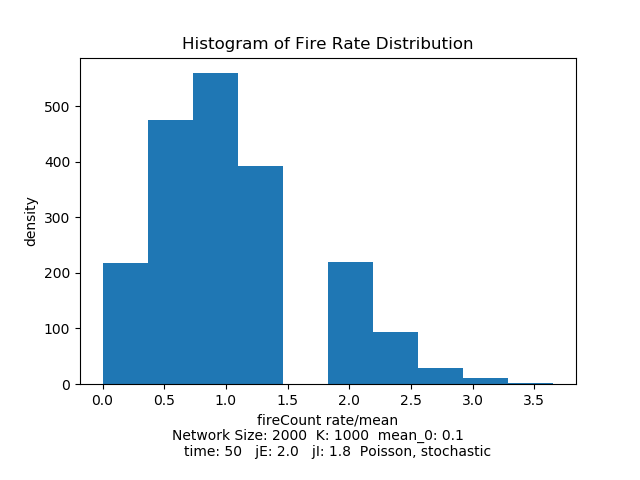 Histogram of Fire Rate Distribution
density
500
400
300
200
100
0
0.0 0.5 1.0 1.5 2.0 2.5 3.0 3.5
fireCount rate/mean
Network Size: 2000  K: 1000  mean_0: 0.1
time: 50   jE: 2.0   jI: 1.8  Poisson, stochastic